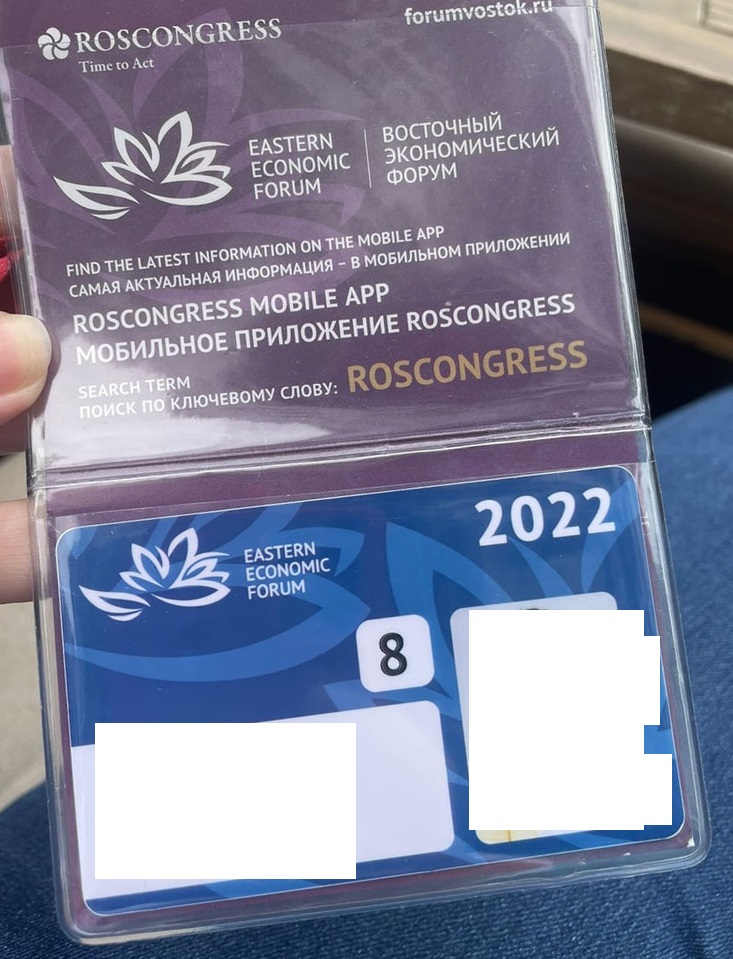 forumvostok.ru
ROSCONGRESS
Time to Act
EASTERN
ECONOMIC
FORUM
ВОСТОЧНЫЙ
ЭКОНОМИЧЕСКИЙ
ФОРУМ
FIND THE LATEST INFORMATION ON THE MOBILE APP
САМАЯ АКТУАЛЬНАЯ ИНФОРМАЦИЯ – В МОБИЛЬНОМ ПРИЛОЖЕНИИ
ROSCONGRESS MOBILE APP
МОБИЛЬНОЕ ПРИЛОЖЕНИЕ ROSCONGRESS
SEARCH TERM
ПОИСК ПО КЛЮЧЕВОМУ СЛОВУ: ROSCONGRESS
2022
EASTERN
ECONOMIC
FORUM
8